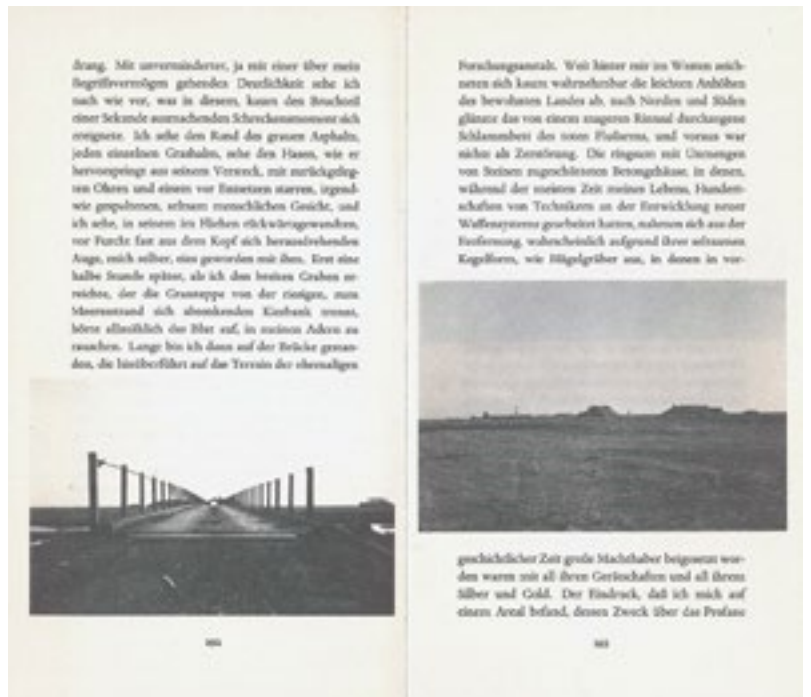 drang. Mit unverminderter, ja mit einer über mein
Begriffsvermögen gehenden Deutlichkeit sehe ich
nach wie vor, was in diesem, kaum den Bruchteil
einer Sekunde ausmachenden Schreckensmoment sich
ereignete. Ich sehe den Rand des grauen Asphalts,
jeden einzelnen Grashalm, sehe den Hasen, wie er
hervorspringt aus seinem Versteck, mit zurückgeleg-
ten Ohren und einem vor Entsetzen starren, irgend-
wie gespaltenen, seltsam menschlichen Gesicht, und
ich sehe, in seinem im Fliehen rückwärtsgewandten,
vor Furcht fast aus dem Kopf sich herausdrehenden
Auge, mich selber, eins geworden mit ihm. Erst eine
halbe Stunde später, als ich den breiten Graben er-
reichte, der die Grassteppe von der riesigen, zum
Meeresstrand sich absenkenden Kiesbank trennt,
hörte allmählich das Blut auf, in meinen Adern zu
rauschen. Lange bin ich dann auf der Brücke gestan-
den, die hinüberführt auf das Terrain der ehemaligen
Forschungsanstalt. Weit hinter mir im Westen zeich-
neten sich kaum wahrnehmbar die leichten Anhöhen
des bewohnten Landes ab, nach Norden und Süden
glänzte das von einem mageren Rinnsal durchzogene
Schlammbett des toten Flußarms, und voraus war
nichts als Zerstörung. Die ringsum mit Unmengen
von Steinen zugeschütteten Betongehäuse, in denen,
während der meisten Zeit meines Lebens, Hundert-
schaften von Technikern an der Entwicklung neuer
Waffensysteme gearbeitet hatten, nahmen sich aus der
Entfernung, wahrscheinlich aufgrund ihrer seltsamen
Kegelform, wie Hügelgräber aus, in denen in vor-
geschichtlicher Zeit große Machthaber beigesetzt wor-
den waren mit all ihren Gerätschaften und all ihrem
Silber und Gold. Der Eindruck, daß ich mich auf
einem Areal befand, dessen Zweck über das Profane